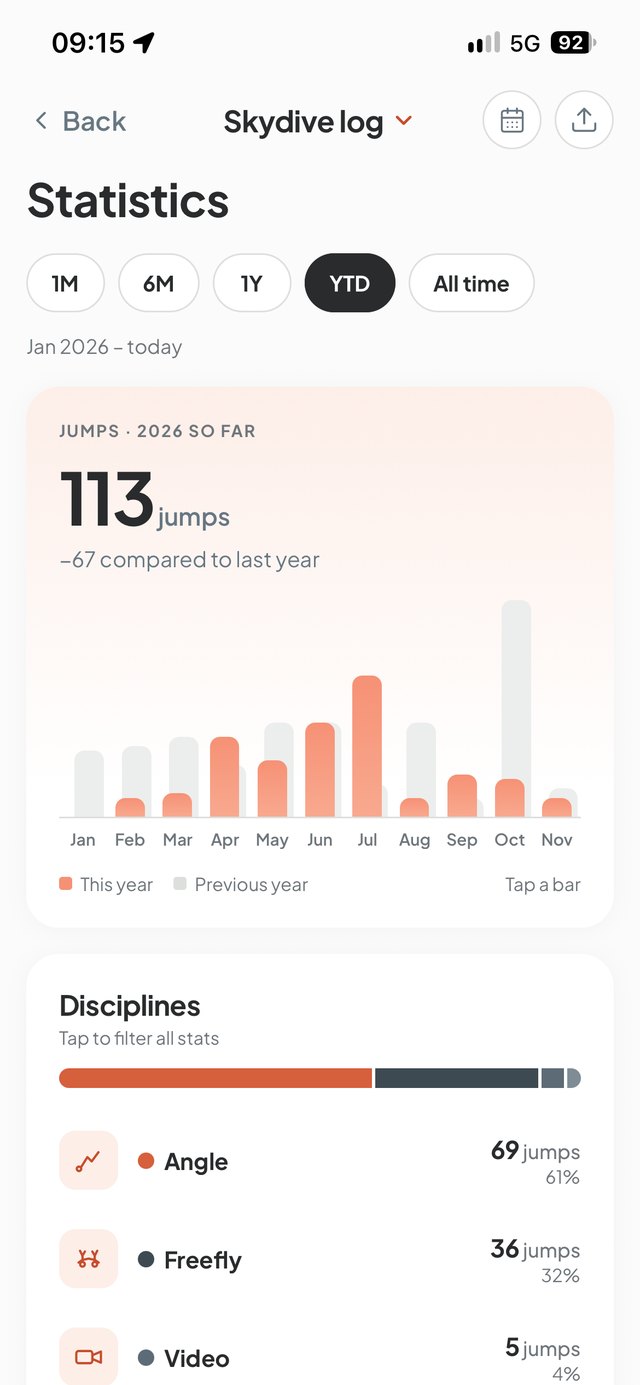 09:15 5G 92
Back Skydive log
Statistics
1M 6M 1Y YTD All time
Jan 2026 – today
JUMPS · 2026 SO FAR
113 jumps
–67 compared to last year
Jan Feb Mar Apr May Jun Jul Aug Sep Oct Nov
This year Previous year Tap a bar
Disciplines
Tap to filter all stats
Angle 69 jumps
61%
Freefly 36 jumps
32%
Video 5 jumps
4%